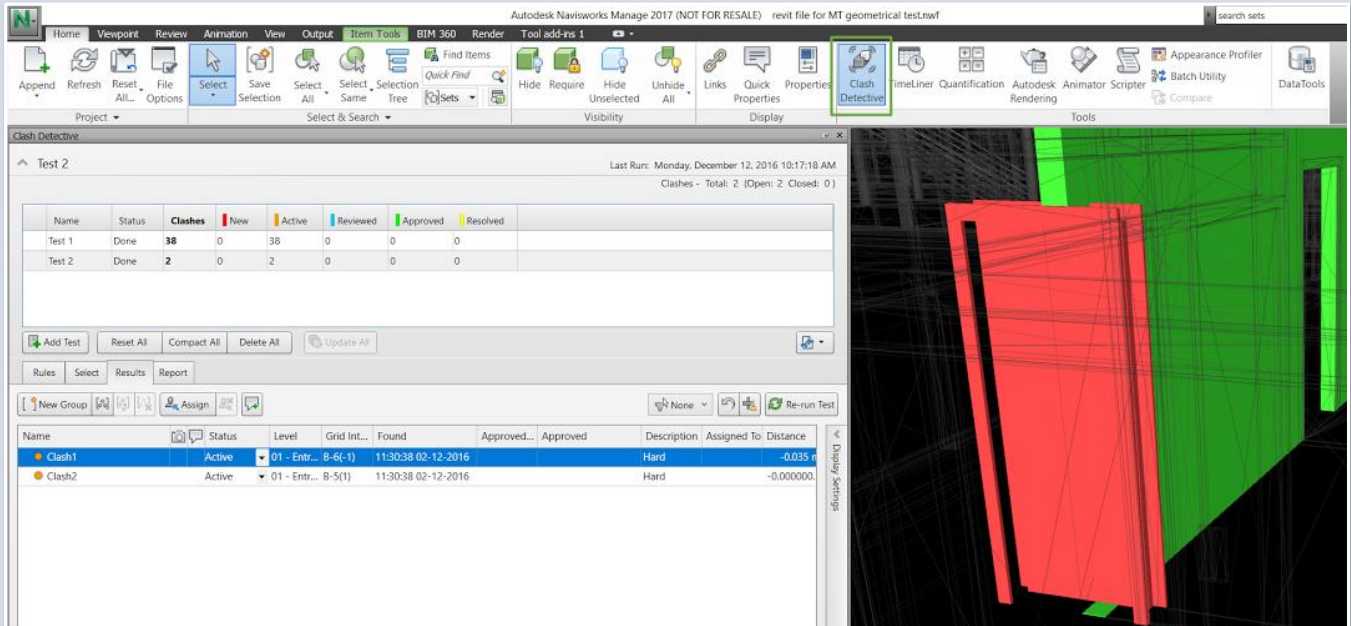 Autodesk Navisworks Manage 2017 (NOT FOR RESALE) revit file for MT geometrical test.nwf
search sets
Home Viewpoint Review Animation View Output Item Tools BIM 360 Render Tool add-ins 1
Append Refresh Reset All... File Options Select Save Selection Select All Select Same Selection Tree
Find Items
Quick Find
Sets
Hide Require Hide Unselected Unhide All Links Quick Properties Properties Clash Detective TimeLiner Quantification Autodesk Rendering Animator Scripter
Appearance Profiler
Batch Utility
Compare
DataTools
Project Select & Search Visibility Display Tools
Clash Detective
Test 2 Last Run: Monday, December 12, 2016 10:17:18 AM
Clashes - Total: 2 (Open: 2 Closed: 0)
Name Status Clashes New Active Reviewed Approved Resolved
Test 1 Done 38 0 38 0 0 0
Test 2 Done 2 0 2 0 0 0
Add Test Reset All Compact All Delete All Update All
Rules Select Results Report
New Group Assign None Re-run Test
Name Status Level Grid Int... Found Approved... Approved Description Assigned To Distance
Clash1 Active 01 - Entr... B-6(-1) 11:30:38 02-12-2016 Hard -0.035 m
Clash2 Active 01 - Entr... B-5(1) 11:30:38 02-12-2016 Hard -0.000000.
Display Settings